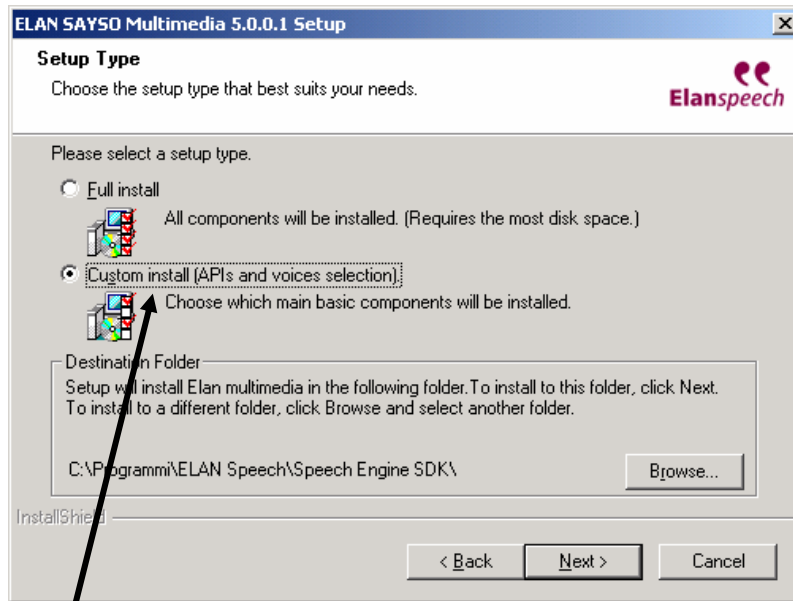 ELAN SAYSO Multimedia 5.0.0.1 Setup
Setup Type
Choose the setup type that best suits your needs.
Elanspeech
Please select a setup type.
Full install
All components will be installed. (Requires the most disk space.)
Custom install (APIs and voices selection).
Choose which main basic components will be installed.
Destination Folder
Setup will install Elan multimedia in the following folder. To install to this folder, click Next.
To install to a different folder, click Browse and select another folder.
C:\Programmi\ELAN Speech\Speech Engine SDK\
Browse...
InstallShield
< Back Next > Cancel